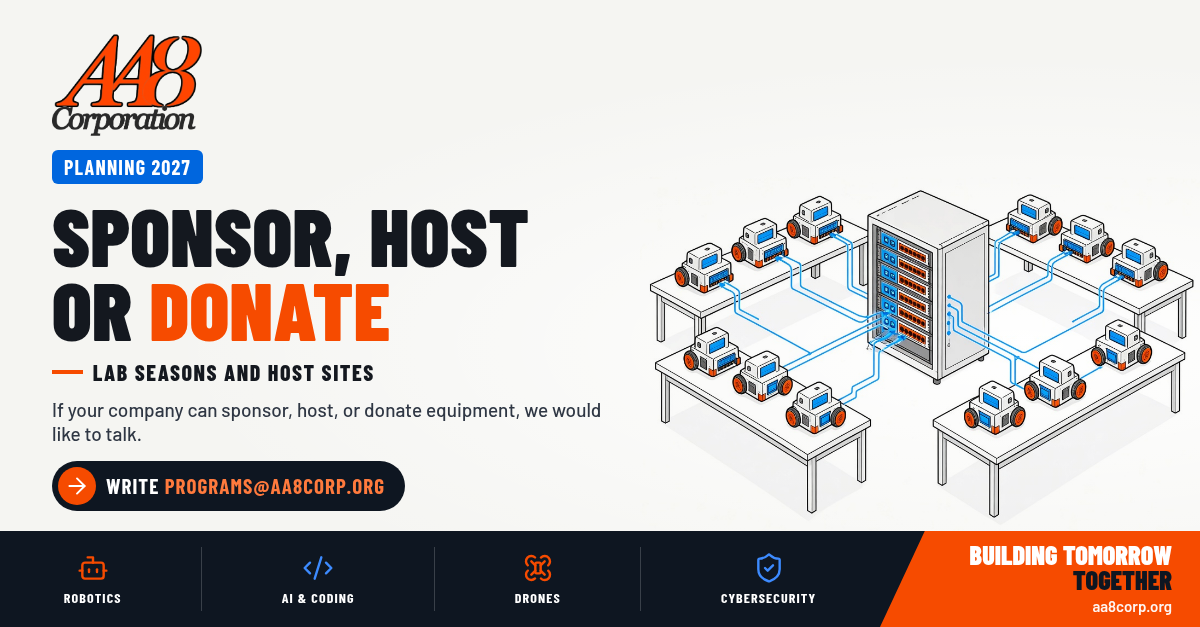 AA8
Corporation
PLANNING 2027
SPONSOR, HOST
OR DONATE
LAB SEASONS AND HOST SITES
If your company can sponsor, host, or donate equipment, we would
like to talk.
WRITE PROGRAMS@AA8CORP.ORG
ROBOTICS
AI & CODING
DRONES
CYBERSECURITY
BUILDING TOMORROW
TOGETHER
aa8corp.org